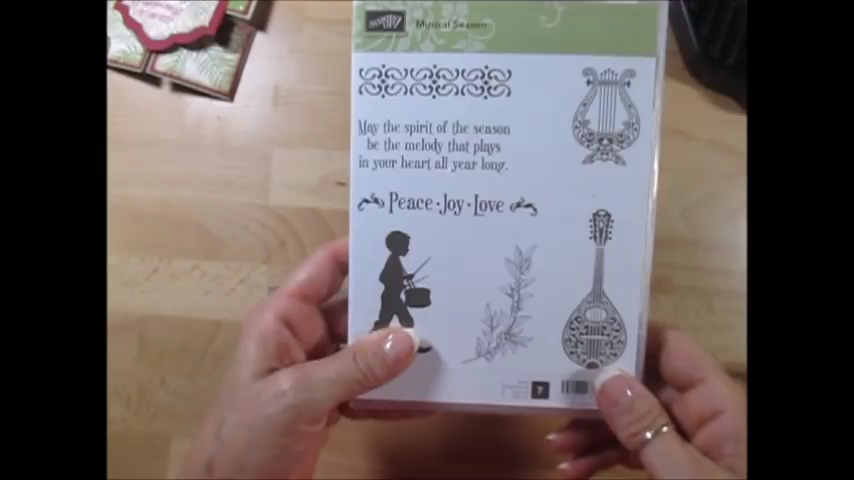 Musical Season
May the spirit of the season
be the melody that plays
in your heart all year long.
Peace • Joy • Love
7